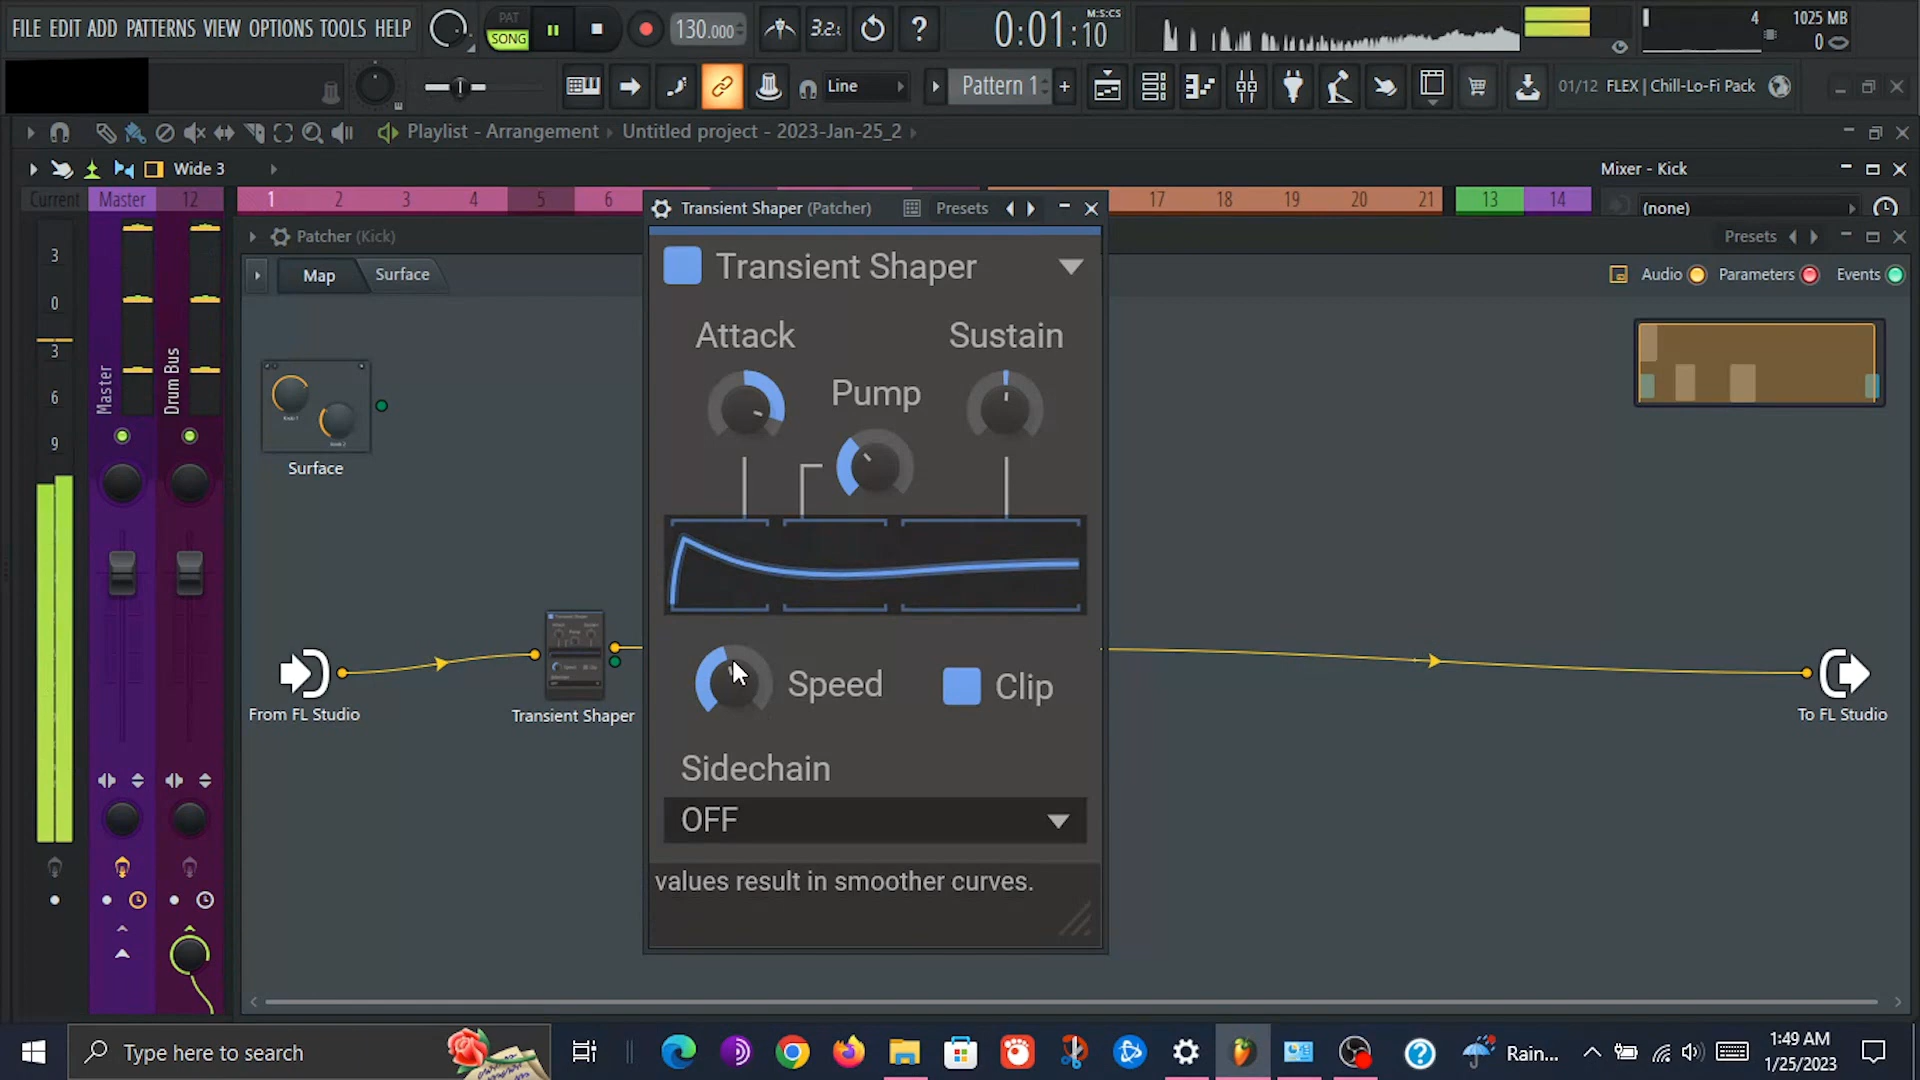 FILE EDIT ADD PATTERNS VIEW OPTIONS TOOLS HELP
PAT
SONG
130.000
3.2.:
?
0:01:10
M:S:CS
4
1025 MB
0
Line
Pattern 1
+
01/12 FLEX | Chill-Lo-Fi Pack
Playlist - Arrangement › Untitled project - 2023-Jan-25_2 ›
Wide 3
Mixer - Kick
Current Master 12
1 2 3 4 5 6 17 18 19 20 21 13 14
(none)
Transient Shaper (Patcher) Presets
Patcher (Kick)
Presets
Map Surface
Audio Parameters Events
3
0
3
6
9
Master
Drum Bus
Surface
Transient Shaper
Attack
Sustain
Pump
Speed
Clip
Sidechain
OFF
values result in smoother curves.
From FL Studio
Transient Shaper
To FL Studio
Type here to search
Rain...
1:49 AM
1/25/2023